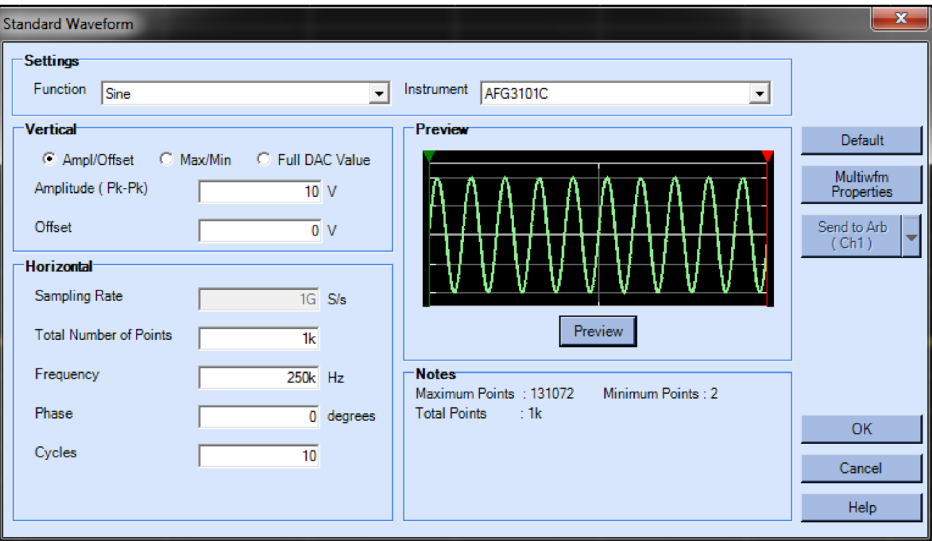 Standard Waveform
x
Settings
Function Sine Instrument AFG3101C
Vertical
Ampl/Offset Max/Min Full DAC Value
Amplitude ( Pk-Pk) 10 V
Offset 0 V
Horizontal
Sampling Rate 1G S/s
Total Number of Points 1k
Frequency 250k Hz
Phase 0 degrees
Cycles 10
Preview
Preview
Notes
Maximum Points : 131072 Minimum Points : 2
Total Points : 1k
Default
Multiwfm
Properties
Send to Arb
( Ch1 )
OK
Cancel
Help